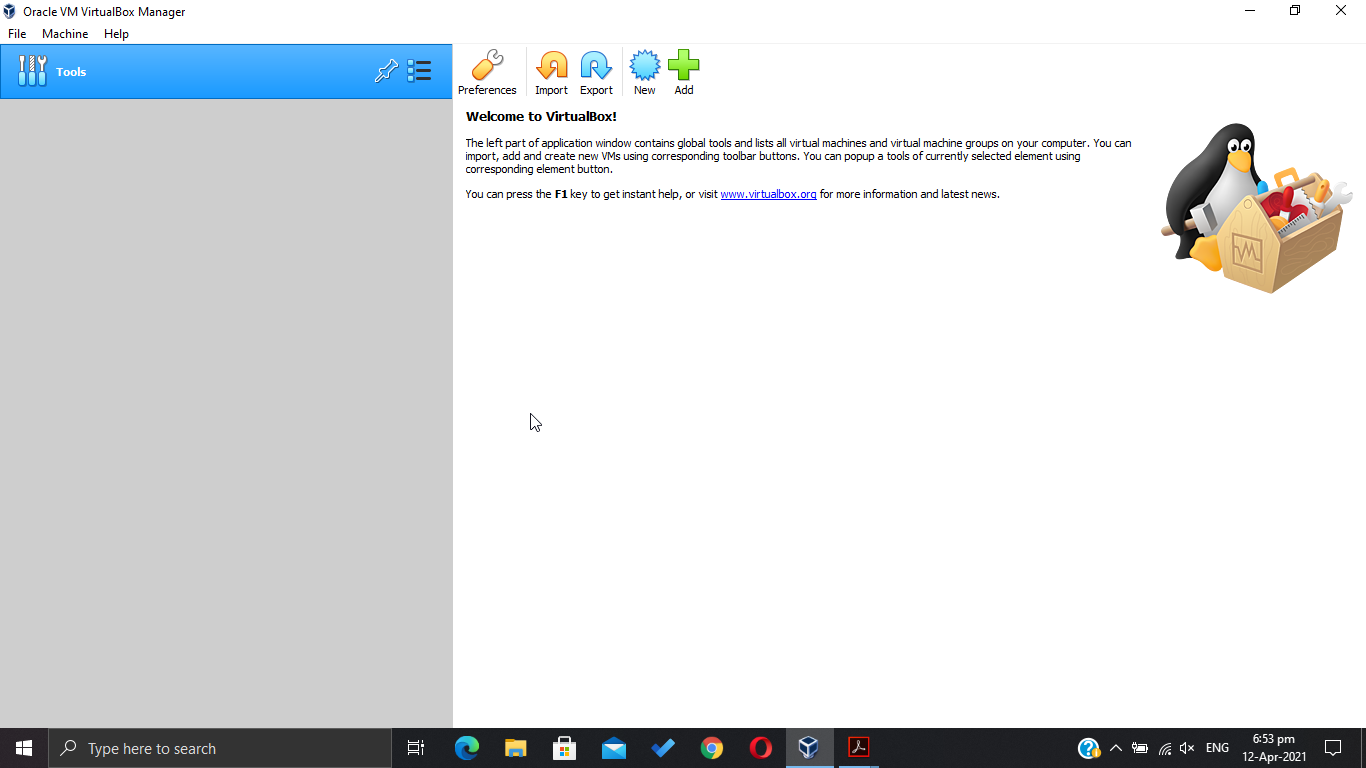 Oracle VM VirtualBox Manager
File Machine Help
Tools
Preferences Import Export New Add
Welcome to VirtualBox!
The left part of application window contains global tools and lists all virtual machines and virtual machine groups on your computer. You can
import, add and create new VMs using corresponding toolbar buttons. You can popup a tools of currently selected element using
corresponding element button.
You can press the F1 key to get instant help, or visit www.virtualbox.org for more information and latest news.
Type here to search
ENG
6:53 pm
12-Apr-2021